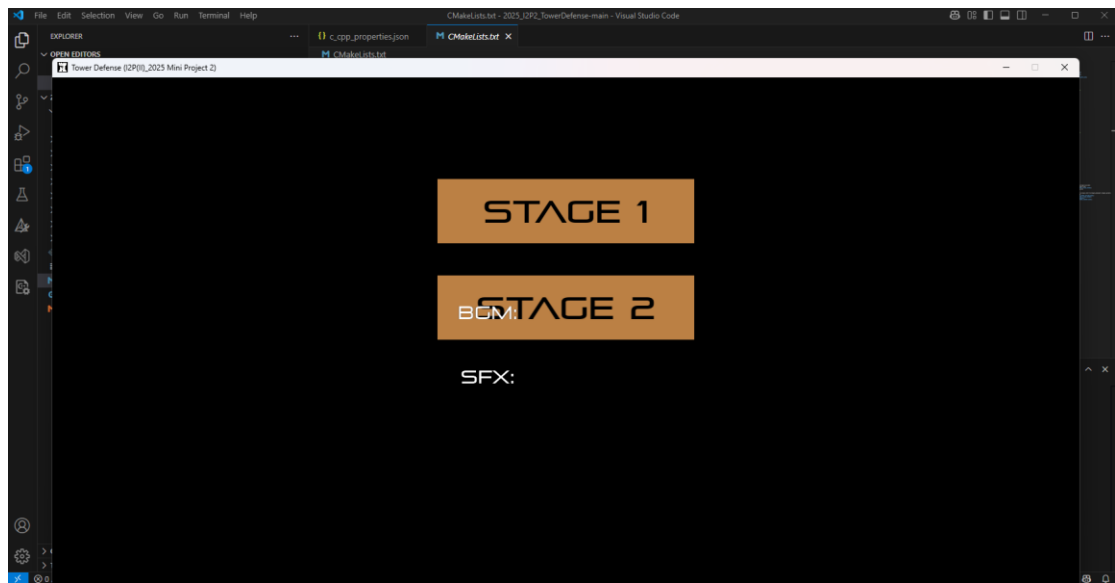 File Edit Selection View Go Run Terminal Help
CMakeLists.txt - 2025_I2P2_TowerDefense-main - Visual Studio Code
EXPLORER
c_cpp_properties.json
CMakeLists.txt
OPEN EDITORS
CMakeLists.txt
Tower Defense (I2P(II)_2025 Mini Project 2)
STAGE 1
STAGE 2
BGM:
SFX: